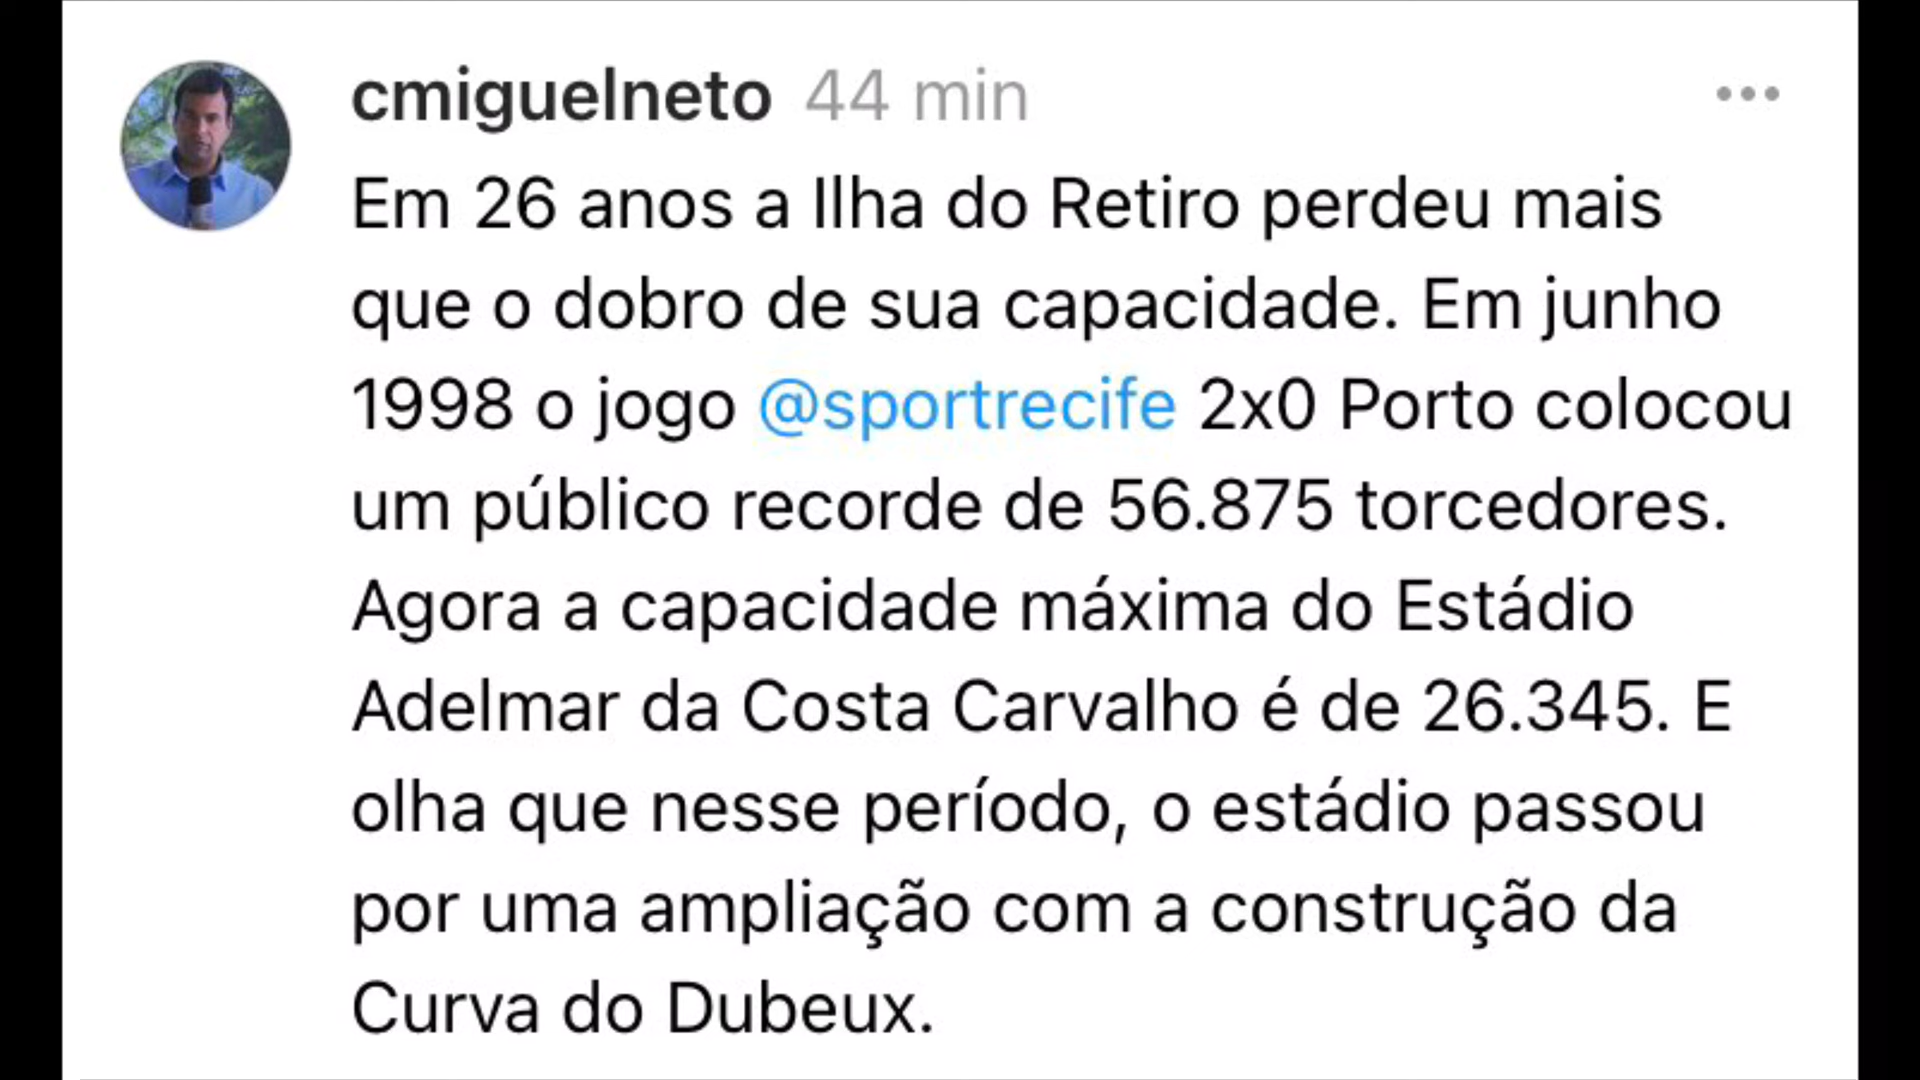 cmiguelneto 44 min
Em 26 anos a Ilha do Retiro perdeu mais
que o dobro de sua capacidade. Em junho
1998 o jogo @sportrecife 2x0 Porto colocou
um público recorde de 56.875 torcedores.
Agora a capacidade máxima do Estádio
Adelmar da Costa Carvalho é de 26.345. E
olha que nesse período, o estádio passou
por uma ampliação com a construção da
Curva do Dubeux.